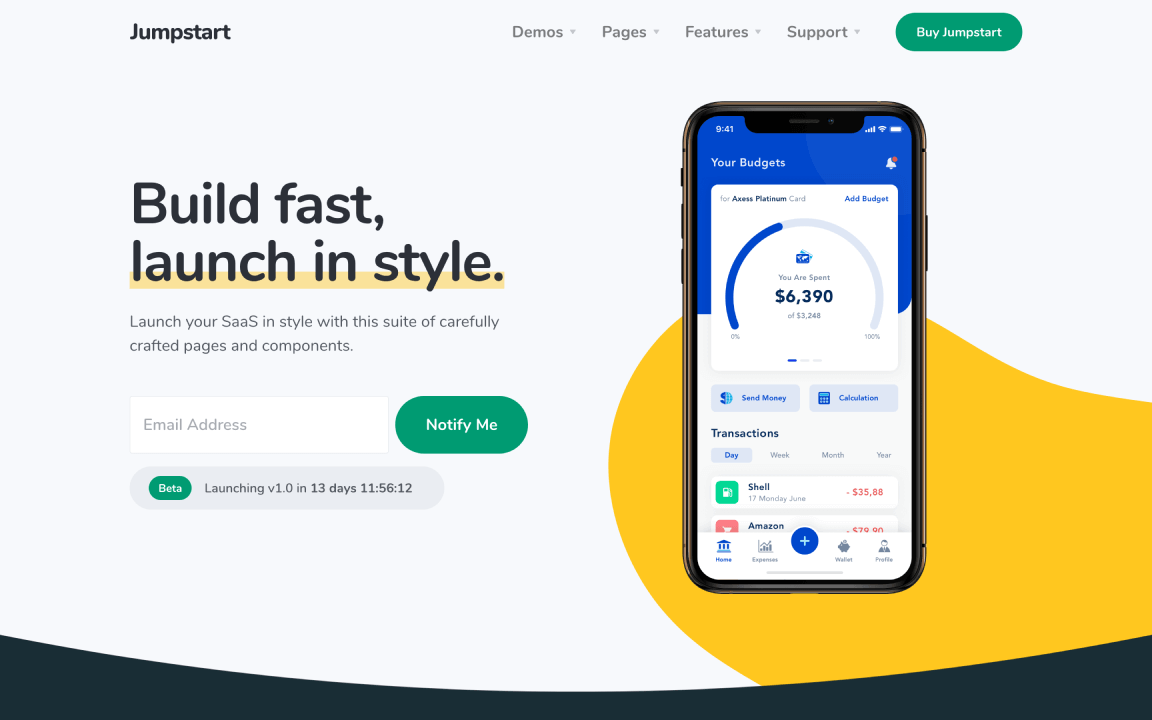 Jumpstart
Demos
Pages
Features
Support
Buy Jumpstart
Build fast,
launch in style.
Launch your SaaS in style with this suite of carefully
crafted pages and components.
Email Address
Notify Me
Beta
Launching v1.0 in 13 days 11:56:12
9:41
Your Budgets
for Axess Platinum Card
Add Budget
You Are Spent
$6,390
of $3,248
0%
100%
Send Money
Calculation
Transactions
Day
Week
Month
Year
Shell
17 Monday June
- $35,88
Amazon
- $79,90
Home
Expenses
Wallet
Profile